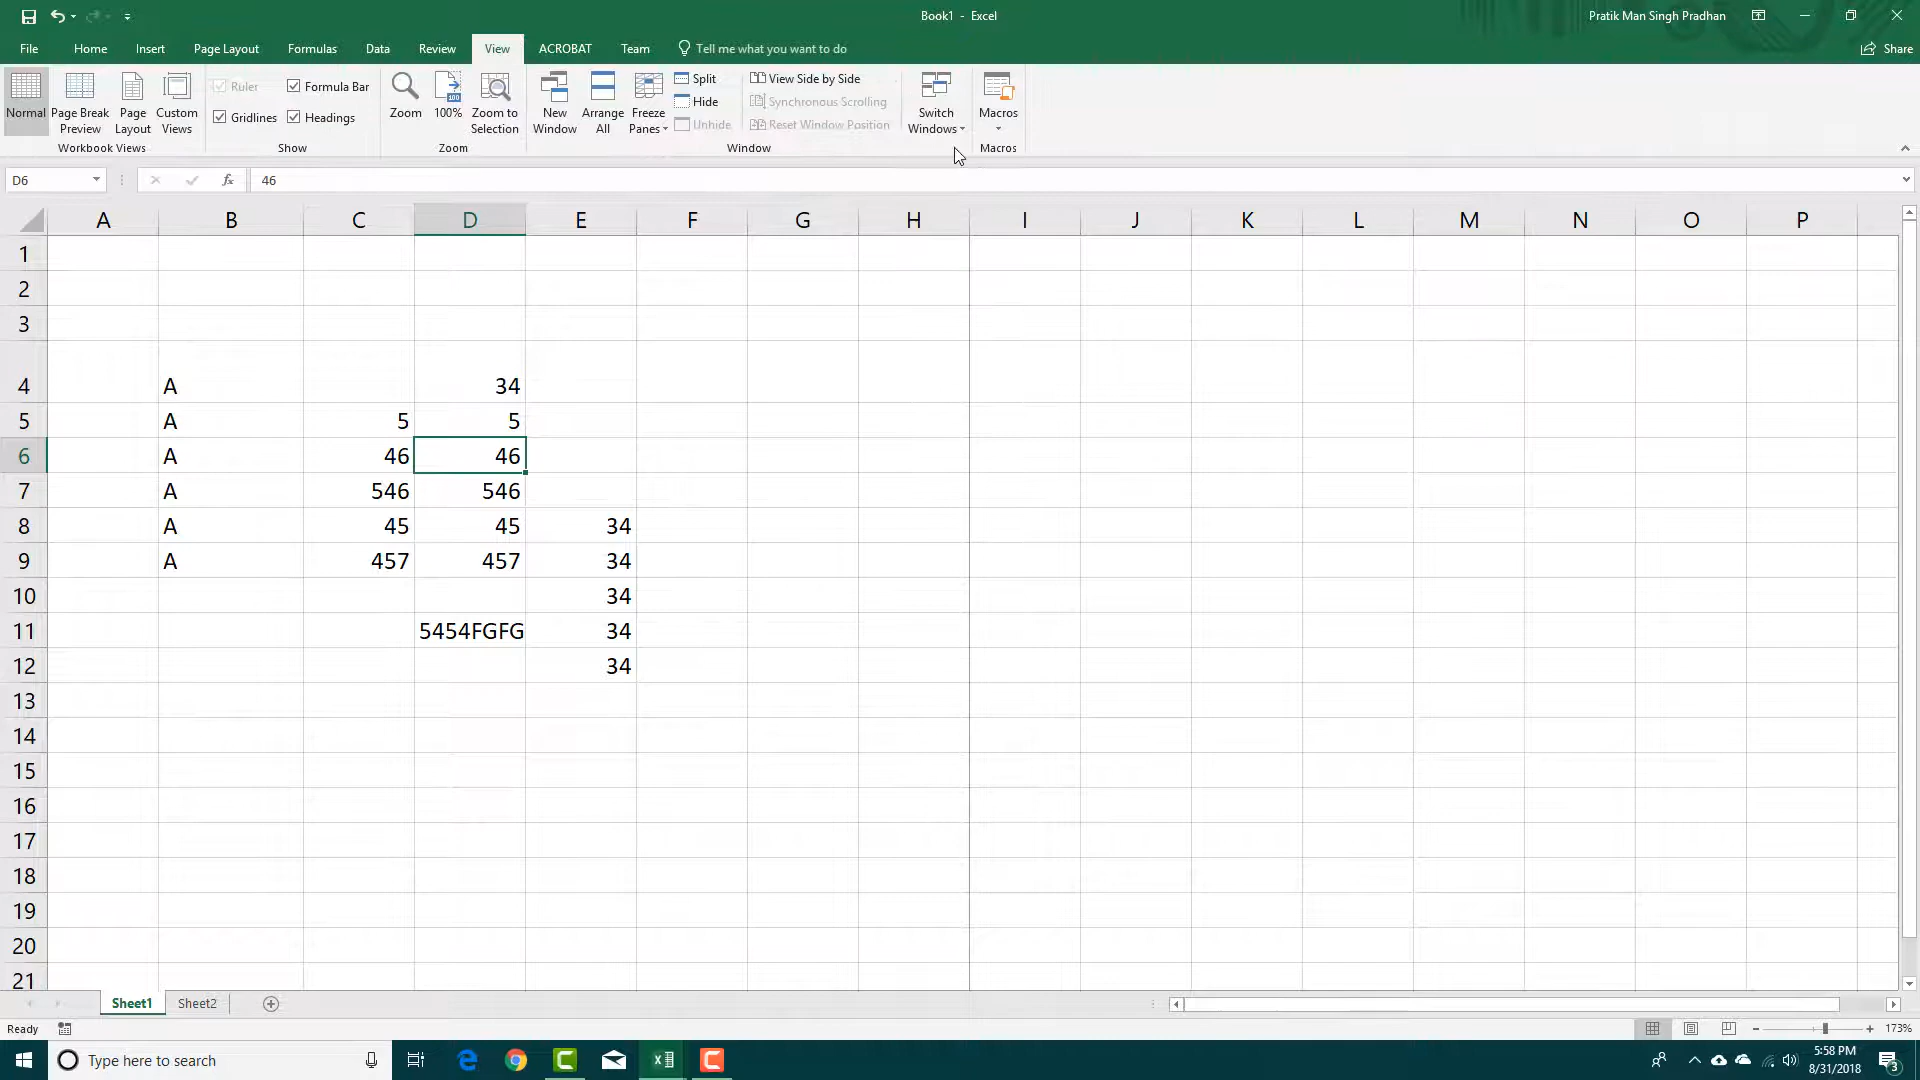 Book1 - Excel
Pratik Man Singh Pradhan
File Home Insert Page Layout Formulas Data Review View ACROBAT Team Tell me what you want to do Share
Normal
Page Break Preview
Page Layout
Custom Views
Workbook Views
Ruler
Formula Bar
Gridlines
Headings
Show
Zoom
100%
Zoom to Selection
Zoom
New Window
Arrange All
Freeze Panes
Split
Hide
Unhide
View Side by Side
Synchronous Scrolling
Reset Window Position
Window
Switch Windows
Macros
Macros
D6 fx 46
A B C D E F G H I J K L M N O P
1
2
3
4 A 34
5 A 5 5
6 A 46 46
7 A 546 546
8 A 45 45 34
9 A 457 457 34
10 34
11 5454FGFG 34
12 34
13
14
15
16
17
18
19
20
21
Sheet1 Sheet2
Ready 173%
Type here to search
5:58 PM
8/31/2018
3